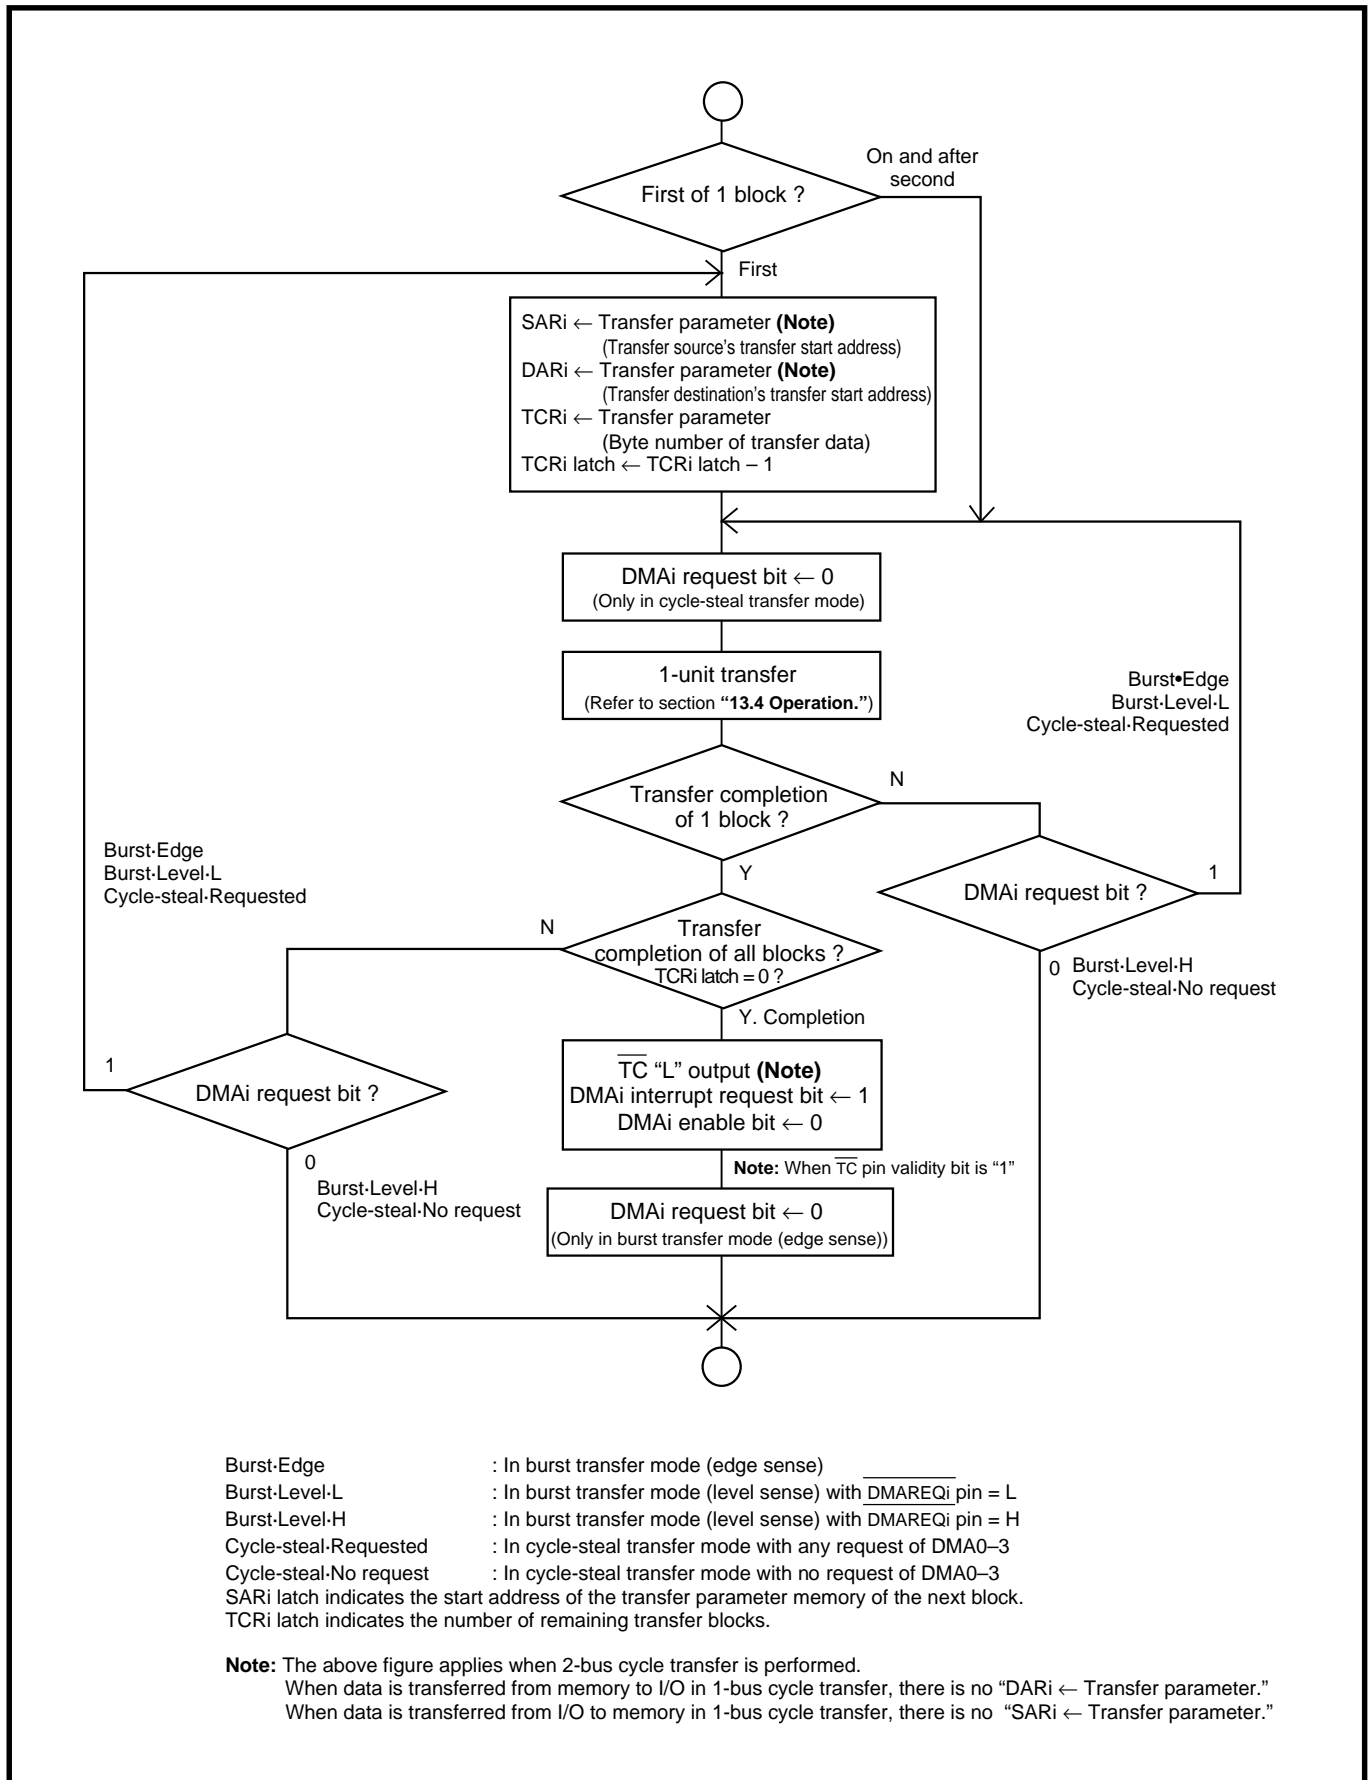 On and after
second
First of 1 block ?
First
SARi ← Transfer parameter (Note)
(Transfer source's transfer start address)
DARi ← Transfer parameter (Note)
(Transfer destination's transfer start address)
TCRi ← Transfer parameter
(Byte number of transfer data)
TCRi latch ← TCRi latch – 1
DMAi request bit ← 0
(Only in cycle-steal transfer mode)
1-unit transfer
(Refer to section “13.4 Operation.”)
Burst•Edge
Burst·Level·L
Cycle-steal·Requested
N
Transfer completion
of 1 block ?
Y
DMAi request bit ?
1
0
Burst·Level·H
Cycle-steal·No request
Burst·Edge
Burst·Level·L
Cycle-steal·Requested
N
Transfer
completion of all blocks ?
TCRi latch = 0 ?
Y. Completion
1
DMAi request bit ?
0
Burst·Level·H
Cycle-steal·No request
T̅C̅ “L” output (Note)
DMAi interrupt request bit ← 1
DMAi enable bit ← 0
Note: When T̅C̅ pin validity bit is “1”
DMAi request bit ← 0
(Only in burst transfer mode (edge sense))
Burst·Edge : In burst transfer mode (edge sense)
Burst·Level·L : In burst transfer mode (level sense) with D̅M̅A̅R̅E̅Q̅i̅ pin = L
Burst·Level·H : In burst transfer mode (level sense) with D̅M̅A̅R̅E̅Q̅i̅ pin = H
Cycle-steal·Requested : In cycle-steal transfer mode with any request of DMA0–3
Cycle-steal·No request : In cycle-steal transfer mode with no request of DMA0–3
SARi latch indicates the start address of the transfer parameter memory of the next block.
TCRi latch indicates the number of remaining transfer blocks.
Note: The above figure applies when 2-bus cycle transfer is performed.
When data is transferred from memory to I/O in 1-bus cycle transfer, there is no “DARi ← Transfer parameter.”
When data is transferred from I/O to memory in 1-bus cycle transfer, there is no “SARi ← Transfer parameter.”